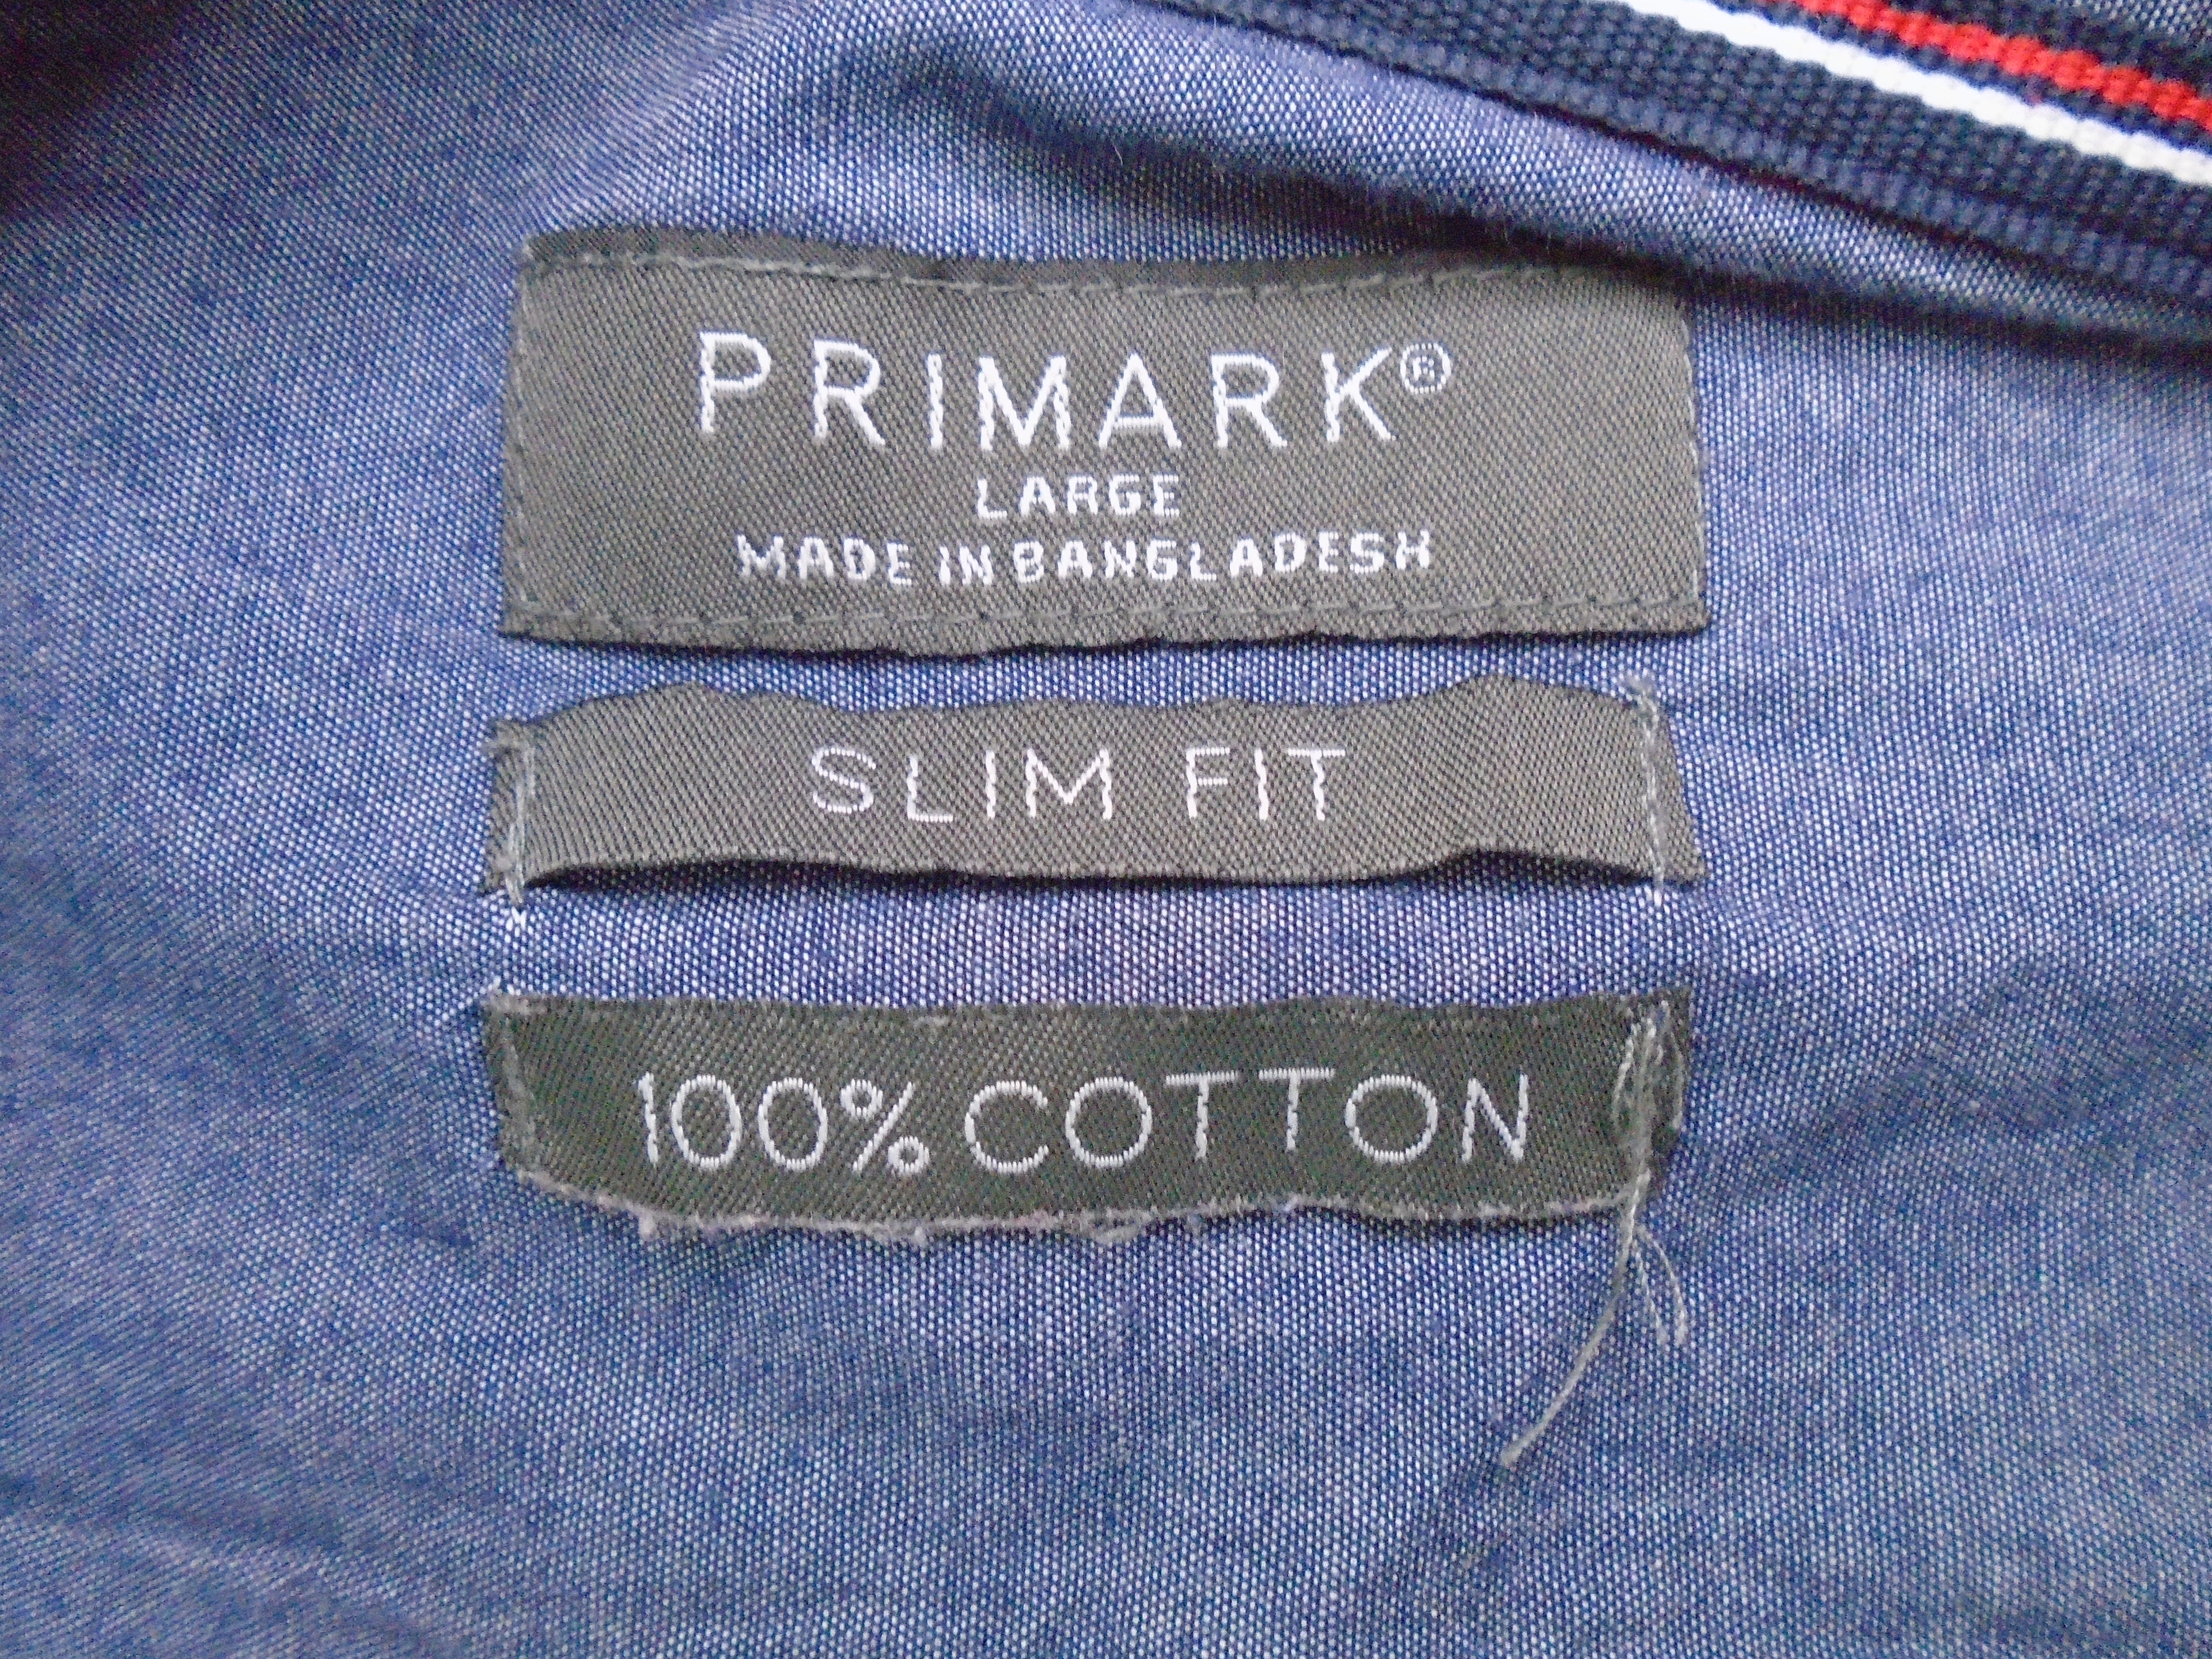 PRIMARK®
LARGE
MADE IN BANGLADESH
SLIM FIT
100% COTTON